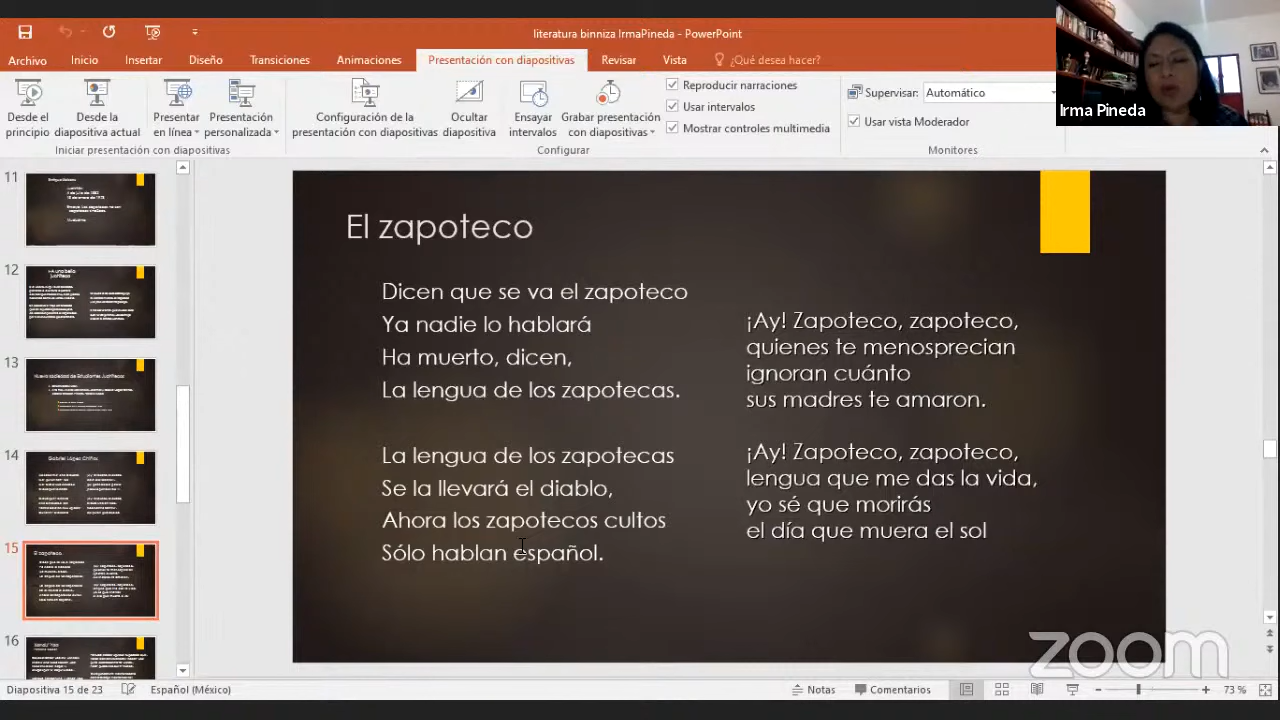 literatura binniza IrmaPineda - PowerPoint
Archivo Inicio Insertar Diseño Transiciones Animaciones Presentación con diapositivas Revisar Vista ¿Qué desea hacer?
Desde el principio
Desde la diapositiva actual
Presentar en línea
Presentación personalizada
Iniciar presentación con diapositivas
Configuración de la presentación con diapositivas
Ocultar diapositiva
Ensayar intervalos
Grabar presentación con diapositivas
Reproducir narraciones
Usar intervalos
Mostrar controles multimedia
Configurar
Supervisar: Automático
Usar vista Moderador
Monitores
Irma Pineda
11
12
13
14
15
16
El zapoteco
Dicen que se va el zapoteco
Ya nadie lo hablará
Ha muerto, dicen,
La lengua de los zapotecas.
La lengua de los zapotecas
Se la llevará el diablo,
Ahora los zapotecos cultos
Sólo hablan español.
¡Ay! Zapoteco, zapoteco,
quienes te menosprecian
ignoran cuánto
sus madres te amaron.
¡Ay! Zapoteco, zapoteco,
lengua que me das la vida,
yo sé que morirás
el día que muera el sol
zoom
Diapositiva 15 de 23 Español (México) Notas Comentarios 73 %